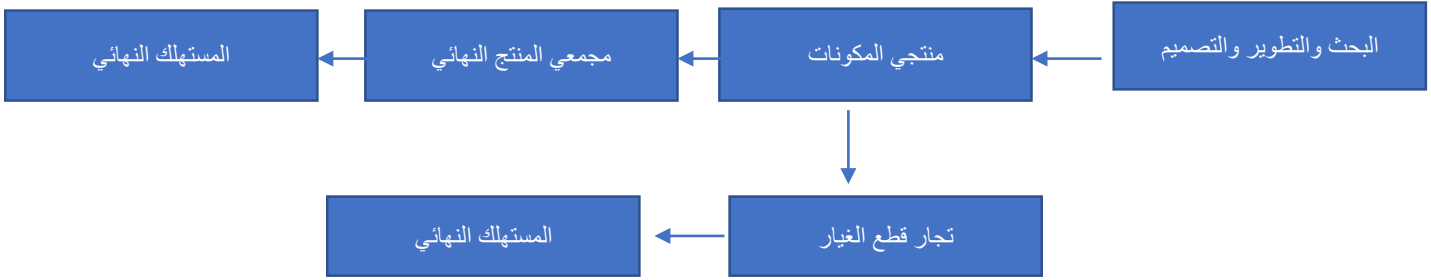 البحث والتطوير والتصميم
منتجي المكونات
مجمعي المنتج النهائي
المستهلك النهائي
تجار قطع الغيار
المستهلك النهائي